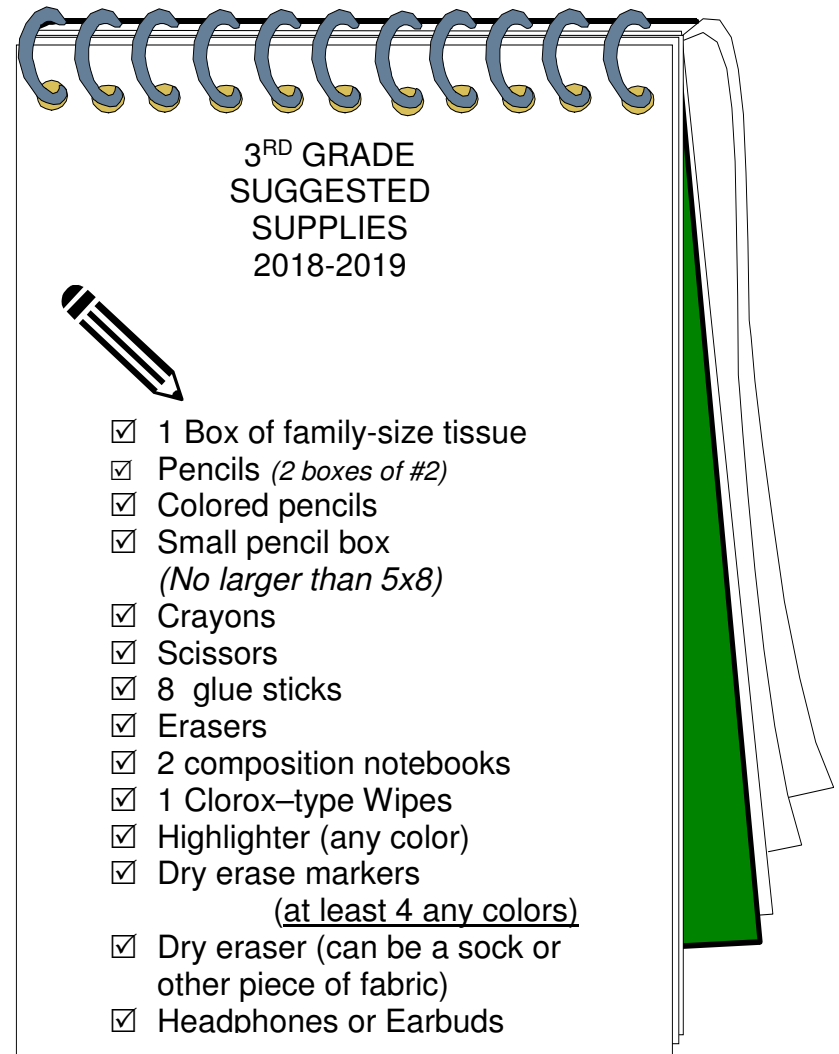 3RD GRADE
SUGGESTED
SUPPLIES
2018-2019
☑ 1 Box of family-size tissue
☑ Pencils (2 boxes of #2)
☑ Colored pencils
☑ Small pencil box
(No larger than 5x8)
☑ Crayons
☑ Scissors
☑ 8  glue sticks
☑ Erasers
☑ 2 composition notebooks
☑ 1 Clorox–type Wipes
☑ Highlighter (any color)
☑ Dry erase markers
(at least 4 any colors)
☑ Dry eraser (can be a sock or
other piece of fabric)
☑ Headphones or Earbuds